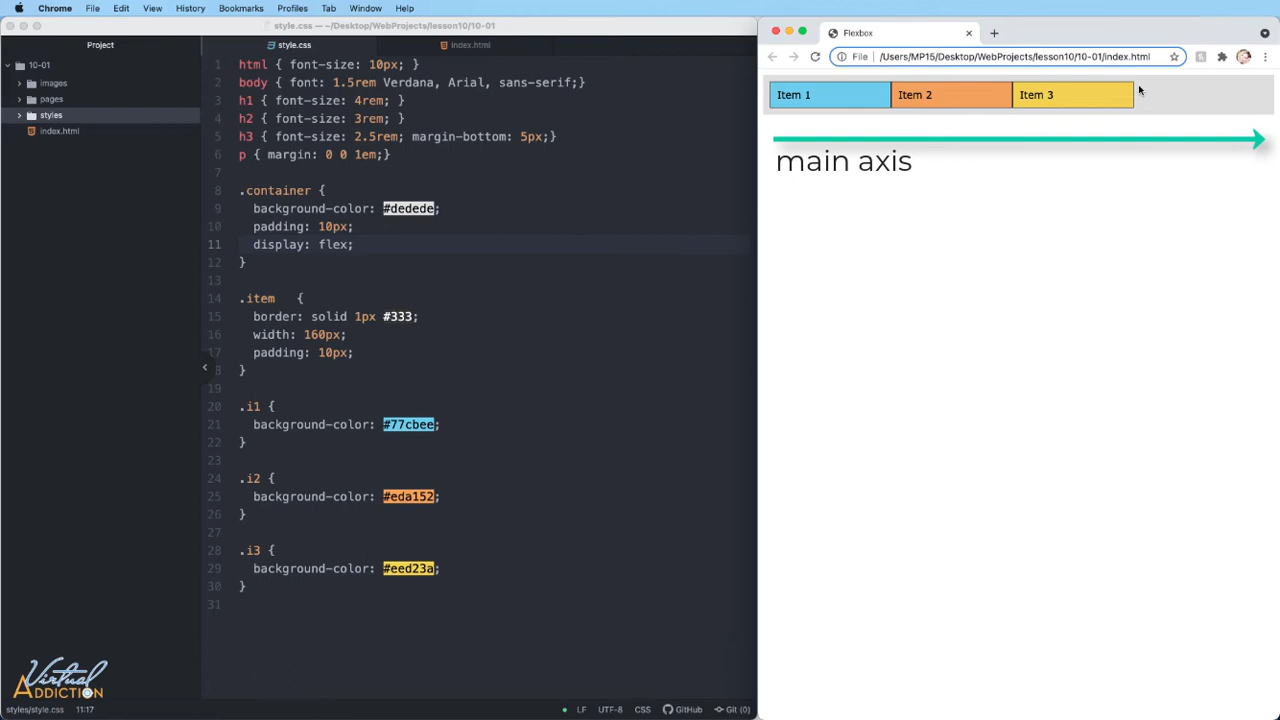 Chrome File Edit View History Bookmarks Profiles Tab Window Help
style.css — ~/Desktop/WebProjects/lesson10/10-01
Project
style.css
index.html
10-01
images
pages
styles
index.html
1 html { font-size: 10px; }
2 body { font: 1.5rem Verdana, Arial, sans-serif;}
3 h1 { font-size: 4rem; }
4 h2 { font-size: 3rem; }
5 h3 { font-size: 2.5rem; margin-bottom: 5px;}
6 p { margin: 0 0 1em;}
7
8 .container {
9 background-color: #dedede;
10 padding: 10px;
11 display: flex;
12 }
13
14 .item {
15 border: solid 1px #333;
16 width: 160px;
17 padding: 10px;
18 }
19
20 .i1 {
21 background-color: #77cbee;
22 }
23
24 .i2 {
25 background-color: #eda152;
26 }
27
28 .i3 {
29 background-color: #eed23a;
30 }
31
Virtual
ADDICTION
styles/style.css 11:17
LF UTF-8 CSS GitHub Git (0)
Flexbox
File /Users/MP15/Desktop/WebProjects/lesson10/10-01/index.html
Item 1 Item 2 Item 3
main axis